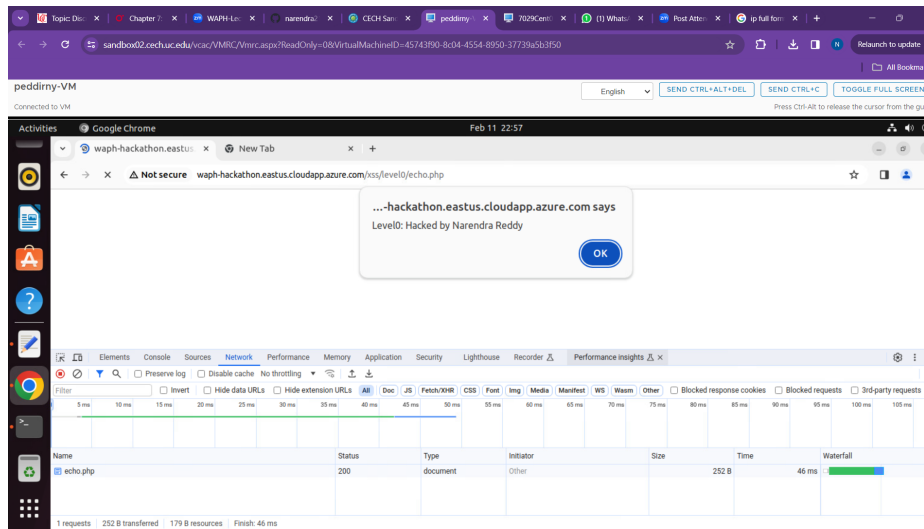 Topic: Disc
Chapter 7:
WAPH-Lec
narendra2
CECH San
peddirny-V
7029Cent
(1) Whats
Post Atten
ip full form
sandbox02.cech.uc.edu/vcac/VMRC/Vmrc.aspx?ReadOnly=0&VirtualMachineID=45743f90-8c04-4554-8950-37739a5b3f50
N
Relaunch to update
All Bookma
peddirny-VM
English
SEND CTRL+ALT+DEL
SEND CTRL+C
TOGGLE FULL SCREEN
Connected to VM
Press Ctrl-Alt to release the cursor from the gu
Activities
Google Chrome
Feb 11 22:57
waph-hackathon.eastus
New Tab
Not secure
waph-hackathon.eastus.cloudapp.azure.com/xss/level0/echo.php
...-hackathon.eastus.cloudapp.azure.com says
Level0: Hacked by Narendra Reddy
OK
Elements Console Sources Network Performance Memory Application Security Lighthouse Recorder Performance insights
Preserve log Disable cache No throttling
Filter Invert Hide data URLs Hide extension URLs All Doc JS Fetch/XHR CSS Font Img Media Manifest WS Wasm Other Blocked response cookies Blocked requests 3rd-party requests
5 ms 10 ms 15 ms 20 ms 25 ms 30 ms 35 ms 40 ms 45 ms 50 ms 55 ms 60 ms 65 ms 70 ms 75 ms 80 ms 85 ms 90 ms 95 ms 100 ms 105 ms
Name Status Type Initiator Size Time Waterfall
echo.php 200 document Other 252 B 46 ms
1 requests 252 B transferred 179 B resources Finish: 46 ms